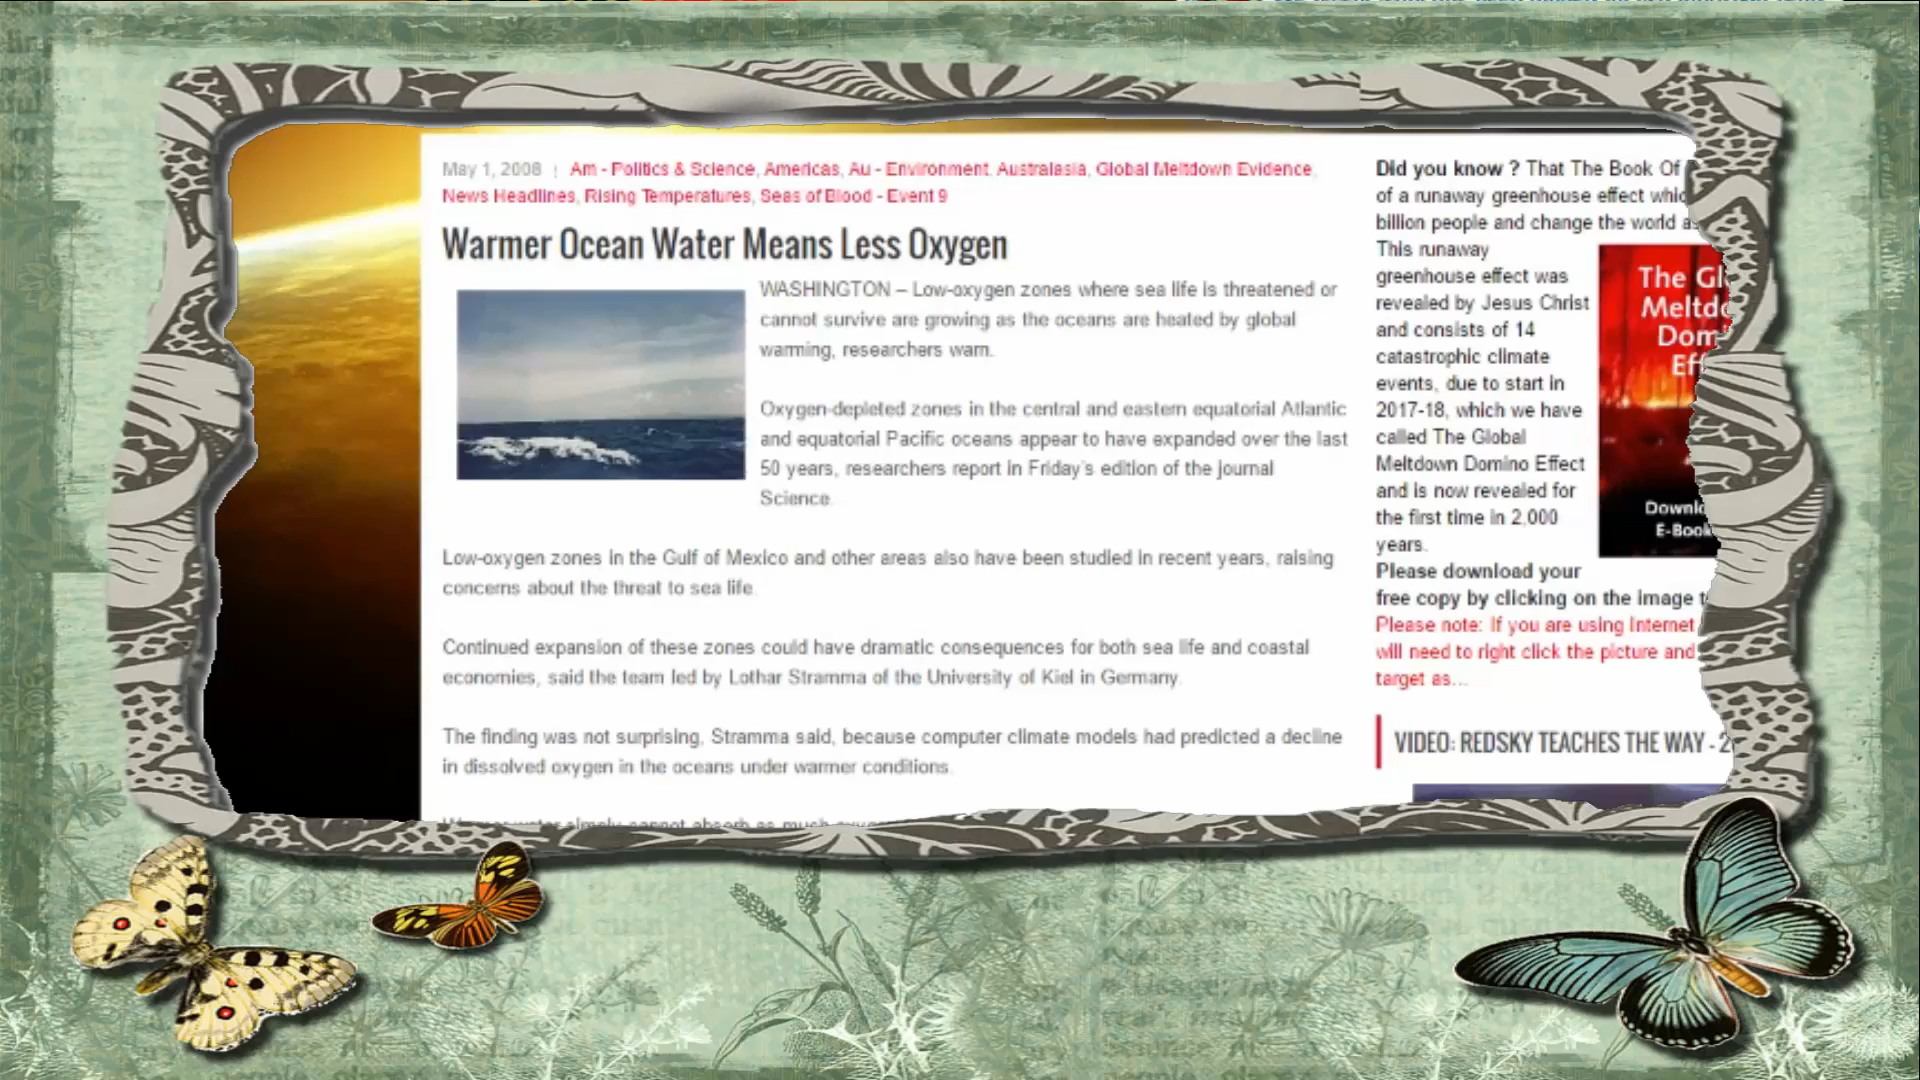 May 1, 2008 | Am - Politics & Science, Americas, Au - Environment, Australasia, Global Meltdown Evidence,
News Headlines, Rising Temperatures, Seas of Blood - Event 9
Warmer Ocean Water Means Less Oxygen
WASHINGTON – Low-oxygen zones where sea life is threatened or
cannot survive are growing as the oceans are heated by global
warming, researchers warn.
Oxygen-depleted zones in the central and eastern equatorial Atlantic
and equatorial Pacific oceans appear to have expanded over the last
50 years, researchers report in Friday's edition of the journal
Science.
Low-oxygen zones in the Gulf of Mexico and other areas also have been studied in recent years, raising
concerns about the threat to sea life.
Continued expansion of these zones could have dramatic consequences for both sea life and coastal
economies, said the team led by Lothar Stramma of the University of Kiel in Germany.
The finding was not surprising, Stramma said, because computer climate models had predicted a decline
in dissolved oxygen in the oceans under warmer conditions.
water simply cannot absorb as much
Did you know ? That The Book Of
of a runaway greenhouse effect
billion people and change the world
This runaway
greenhouse effect was
revealed by Jesus Christ
and consists of 14
catastrophic climate
events, due to start in
2017-18, which we have
called The Global
Meltdown Domino Effect
and is now revealed for
the first time in 2,000
years.
Please download your
free copy by clicking on the image
Please note: If you are using Internet
will need to right click the picture and
target as...
The Gl
Meltd
Dom
Eff
Downl
E-Book
VIDEO: REDSKY TEACHES THE WAY - 2